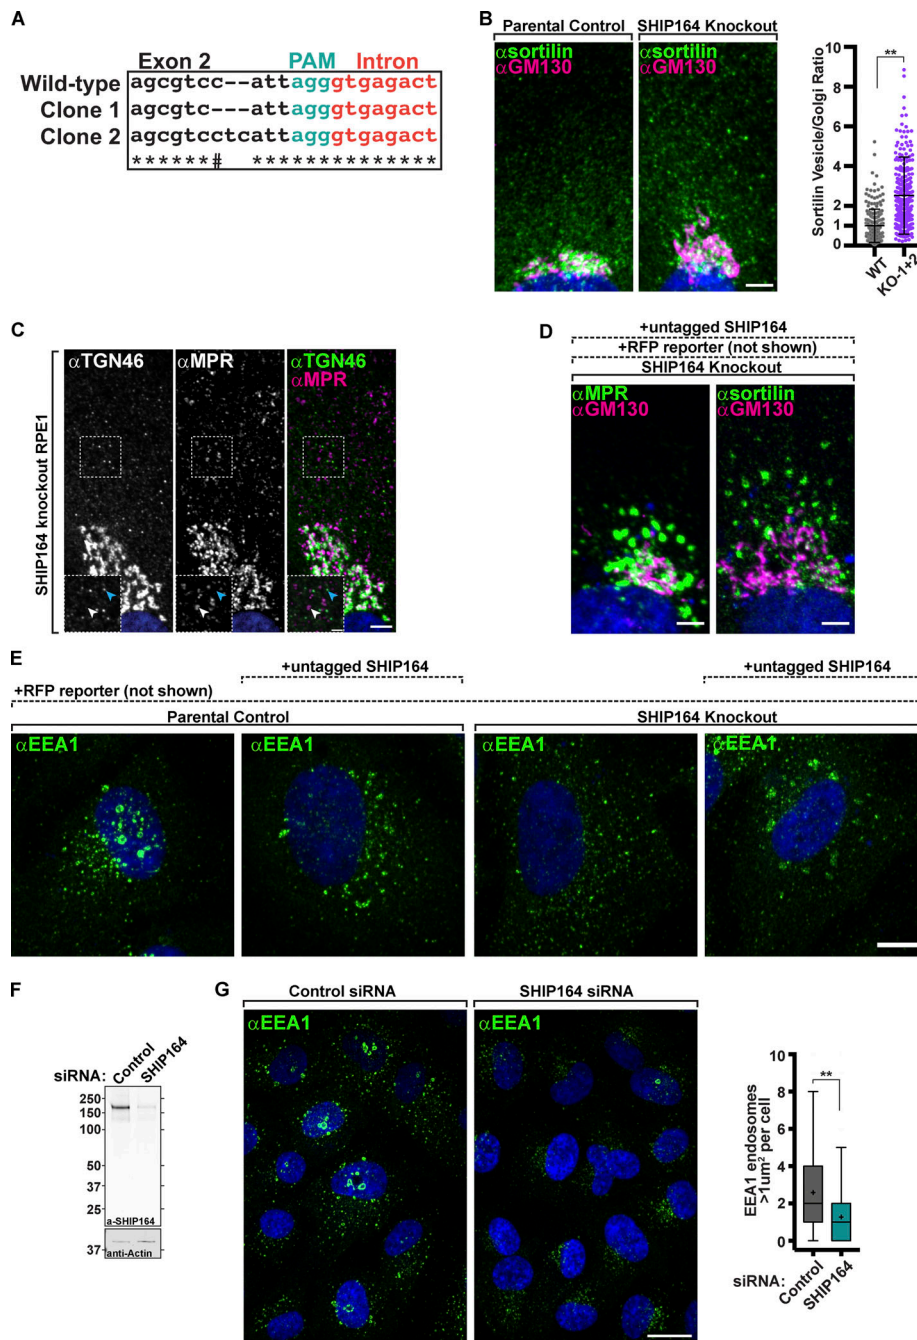 A
Exon 2 PAM Intron
Wild-type agcgtcc---attagggtgagact
Clone 1 agcgtcc---attagggtgagact
Clone 2 agcgtcctcattagggtgagact
******# **************
B
Parental Control SHIP164 Knockout
αsortilin αsortilin
αGM130 αGM130
Sortilin Vesicle/Golgi Ratio
**
10
8
6
4
2
1
0
WT KO-1+2
C
SHIP164 knockout RPE1
αTGN46 αMPR αTGN46
αMPR
D
+untagged SHIP164
+RFP reporter (not shown)
SHIP164 Knockout
αMPR αsortilin
αGM130 αGM130
E
+untagged SHIP164 +untagged SHIP164
+RFP reporter (not shown)
Parental Control SHIP164 Knockout
αEEA1 αEEA1 αEEA1 αEEA1
F
siRNA: Control SHIP164
250
150
100
50
37
25
a-SHIP164
37
anti-Actin
G
Control siRNA SHIP164 siRNA
αEEA1 αEEA1
EEA1 endosomes
>1um² per cell
**
10
8
6
4
2
0
siRNA: Control SHIP164